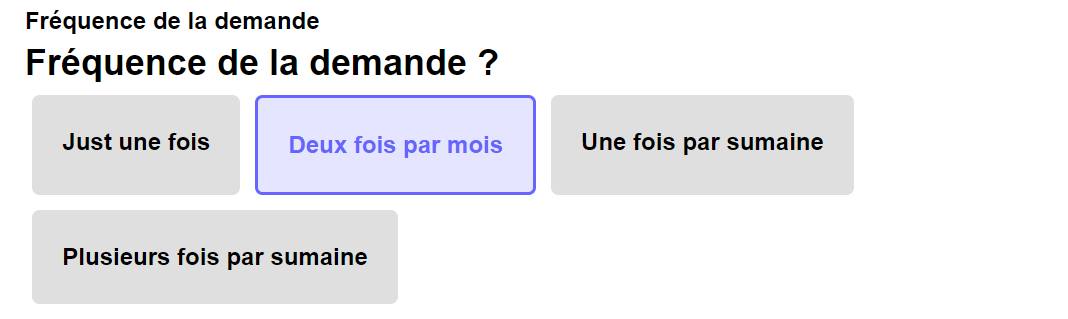 Fréquence de la demande
Fréquence de la demande ?
Just une fois
Deux fois par mois
Une fois par sumaine
Plusieurs fois par sumaine